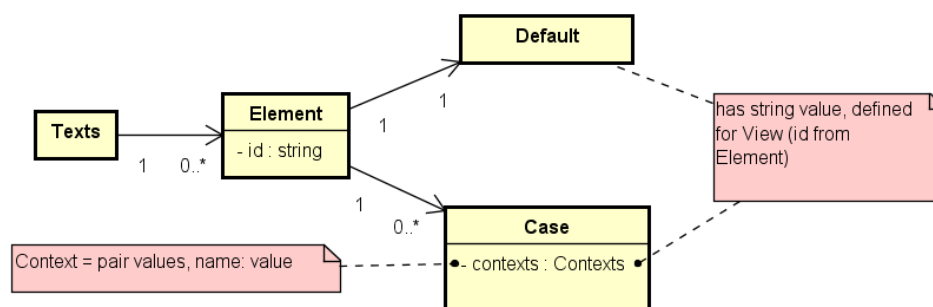 Default
has string value, defined
for View (id from
Element)
Element
- id : string
Texts
1
0..*
1
1
1
0..*
Case
- contexts : Contexts
Context = pair values, name: value